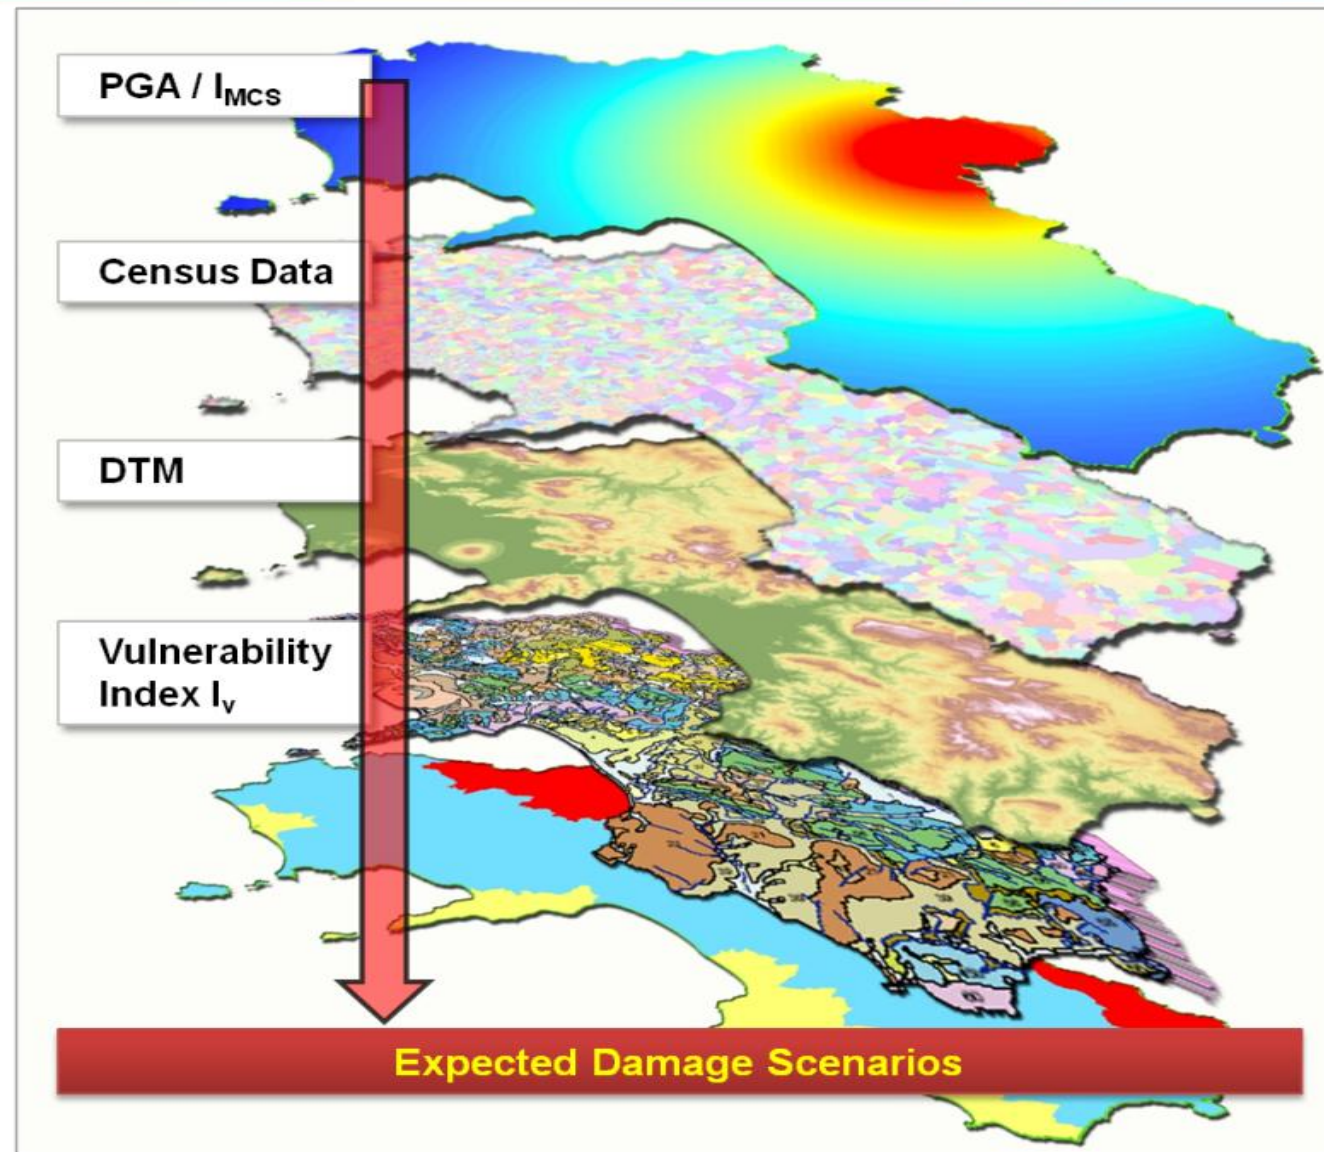 PGA / IMCS
Census Data
DTM
Vulnerability
Index Iv
Expected Damage Scenarios